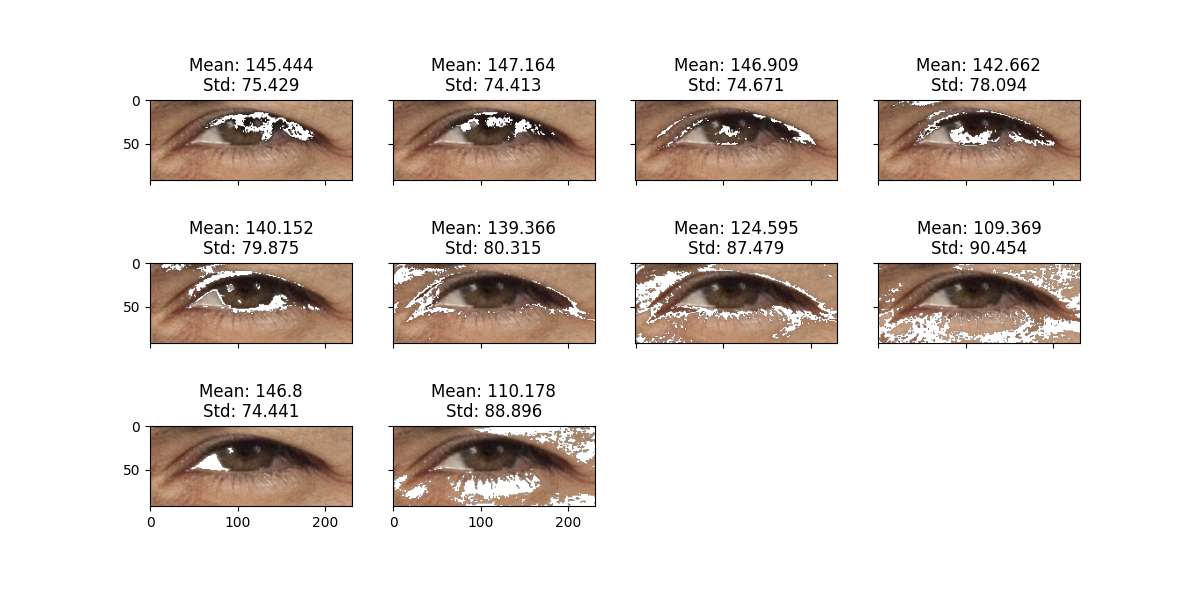 Mean: 145.444
Std: 75.429
Mean: 147.164
Std: 74.413
Mean: 146.909
Std: 74.671
Mean: 142.662
Std: 78.094
0
50
Mean: 140.152
Std: 79.875
Mean: 139.366
Std: 80.315
Mean: 124.595
Std: 87.479
Mean: 109.369
Std: 90.454
0
50
Mean: 146.8
Std: 74.441
Mean: 110.178
Std: 88.896
0
50
0 100 200
0 100 200